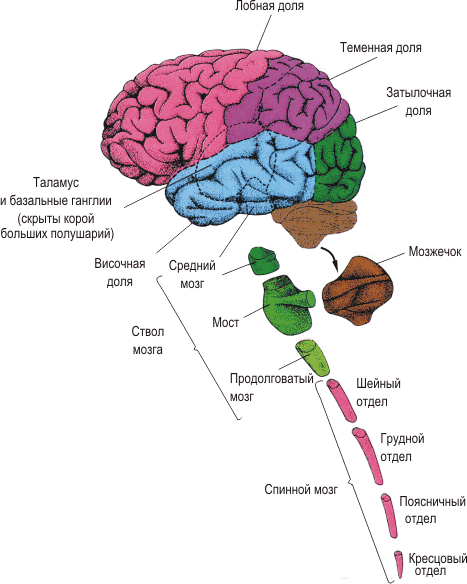 Лобная доля
Теменная доля
Затылочная
доля
Таламус
и базальные ганглии
(скрыты корой
больших полушарий)
Височная
доля
Средний
мозг
Мозжечок
Мост
Ствол
мозга
Продолговатый
мозг
Шейный
отдел
Грудной
отдел
Спинной мозг
Поясничный
отдел
Кресцовый
отдел